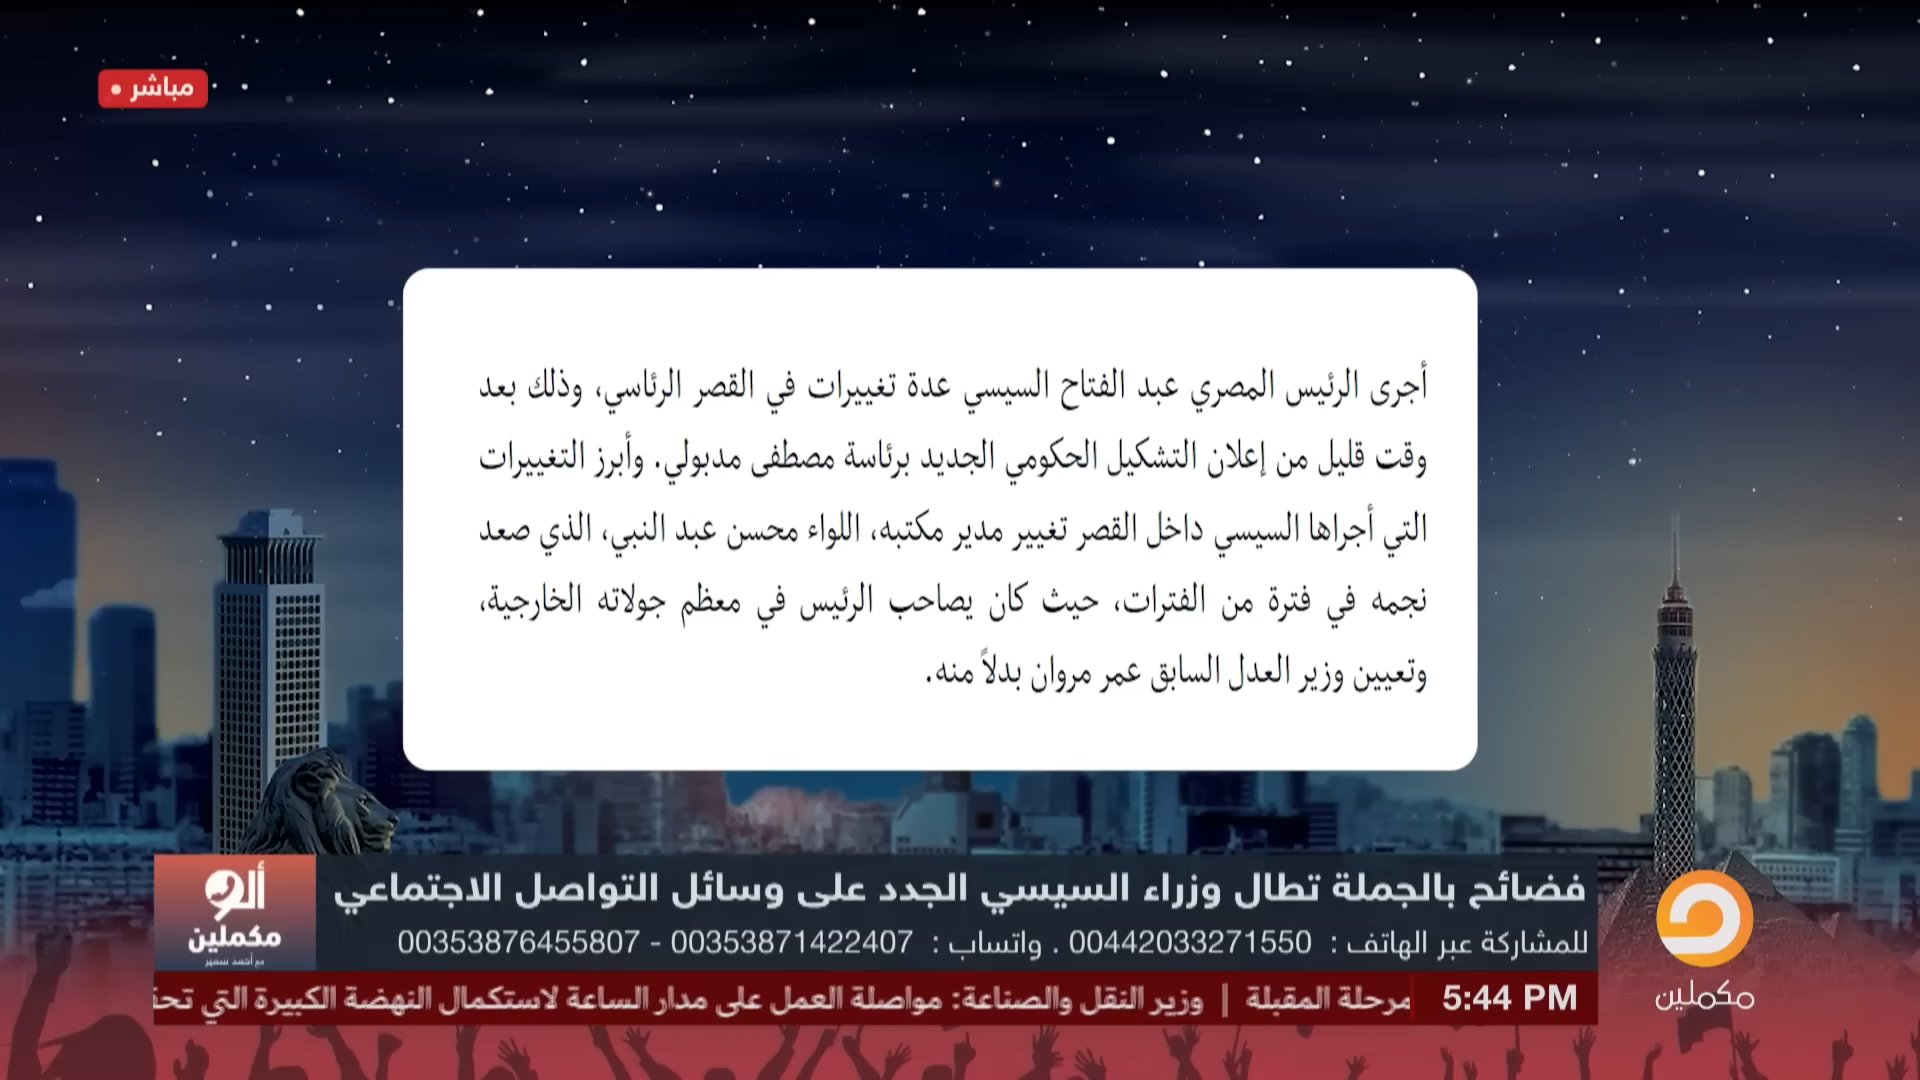 مباشر
أجرى الرئيس المصري عبد الفتاح السيسي عدة تغييرات في القصر الرئاسي، وذلك بعد
وقت قليل من إعلان التشكيل الحكومي الجديد برئاسة مصطفى مدبولي. وأبرز التغييرات
التي أجراها السيسي داخل القصر تغيير مدير مكتبه، اللواء محسن عبد النبي، الذي صعد
نجمه في فترة من الفترات، حيث كان يصاحب الرئيس في معظم جولاته الخارجية،
وتعيين وزير العدل السابق عمر مروان بدلاً منه.
فضائح بالجملة تطال وزراء السيسي الجدد على وسائل التواصل الاجتماعي
للمشاركة عبر الهاتف : 00442033271550 . واتساب : 00353871422407 - 00353876455807
ألو
مكملين
مع أحمد سمير
5:44 PM
مرحلة المقبلة | وزير النقل والصناعة: مواصلة العمل على مدار الساعة لاستكمال النهضة الكبيرة التي
مكملين